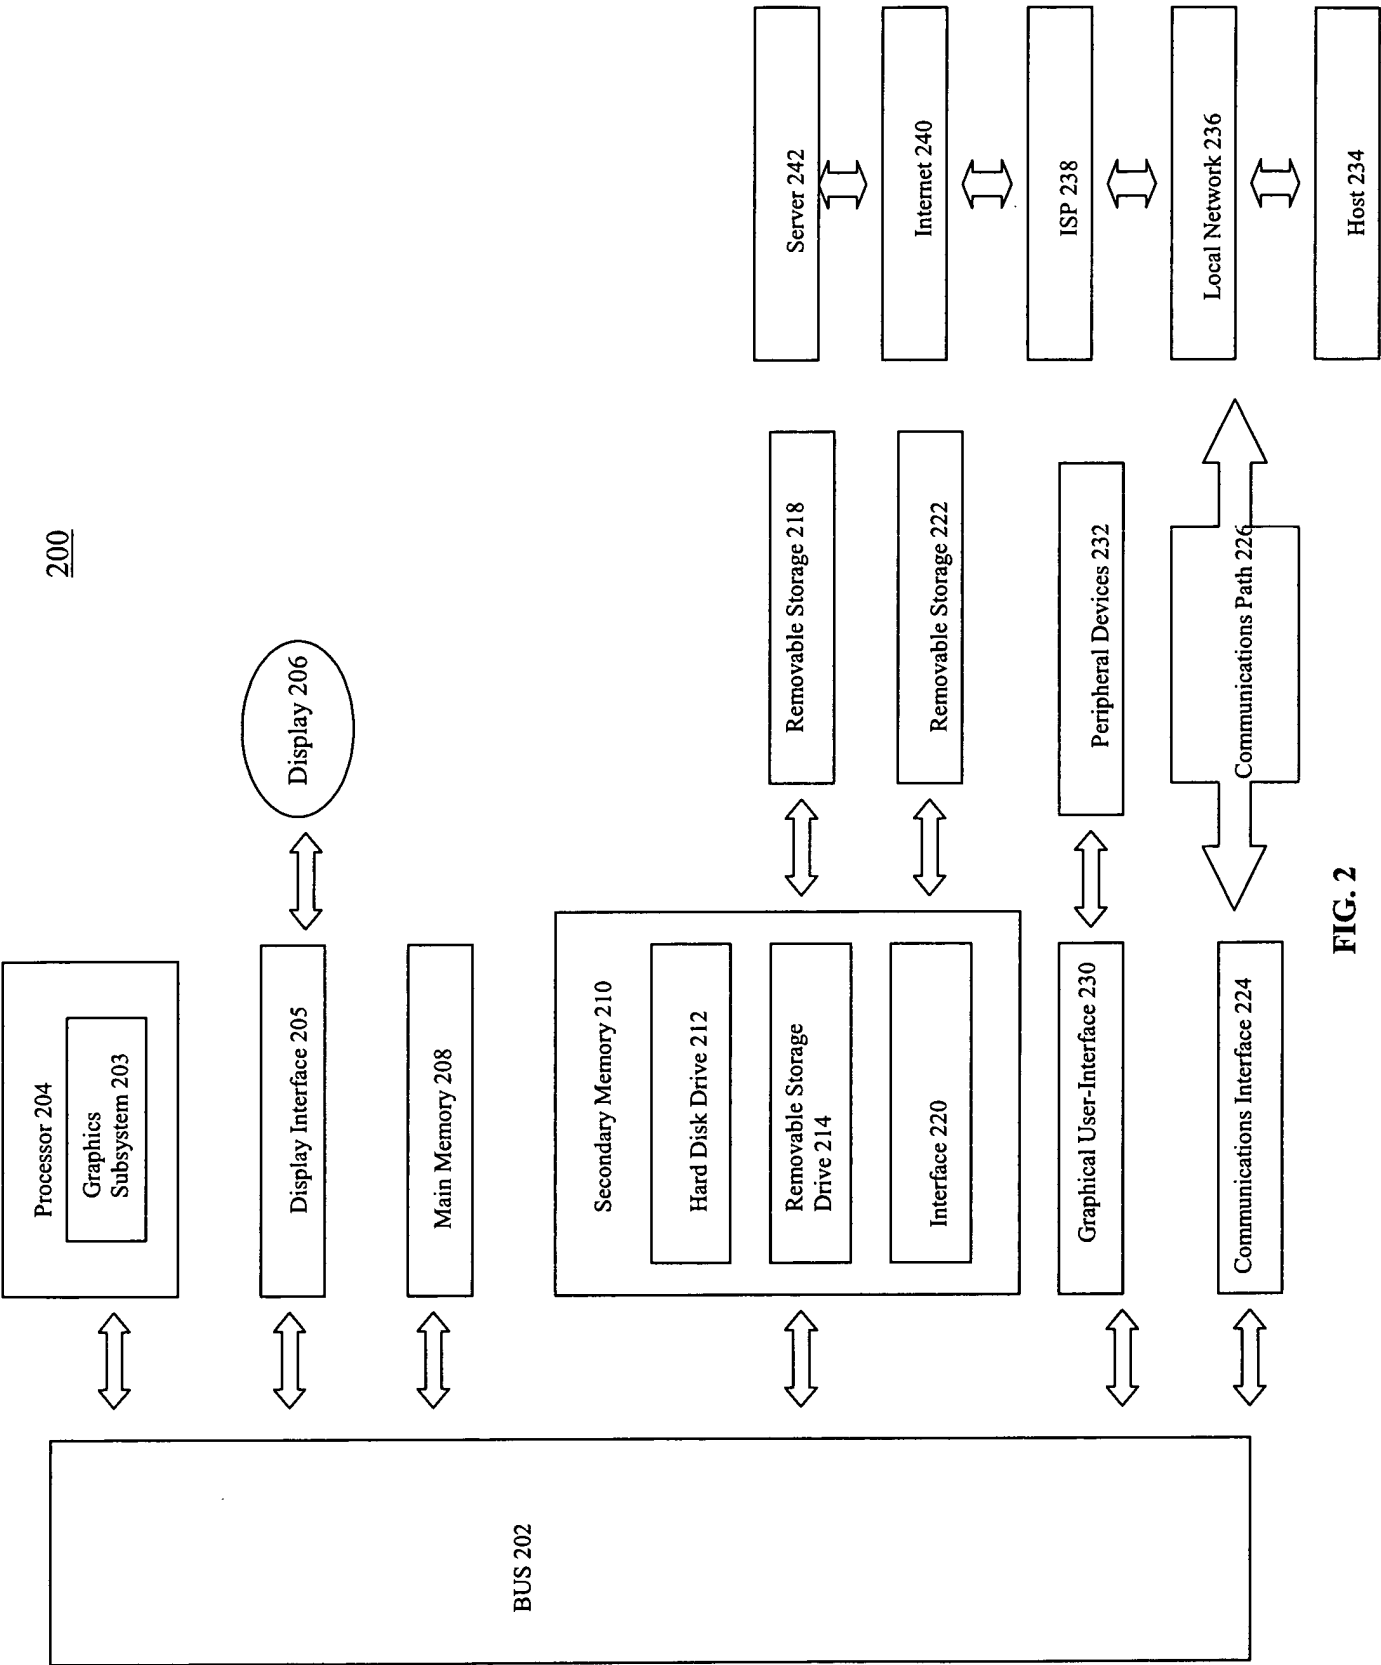 200
Processor 204
Graphics
Subsystem 203
Display Interface 205
Display 206
Main Memory 208
Secondary Memory 210
Hard Disk Drive 212
Removable Storage
Drive 214
Interface 220
Removable Storage 218
Removable Storage 222
Graphical User-Interface 230
Peripheral Devices 232
Communications Interface 224
Communications Path 226
Server 242
Internet 240
ISP 238
Local Network 236
Host 234
BUS 202
FIG. 2